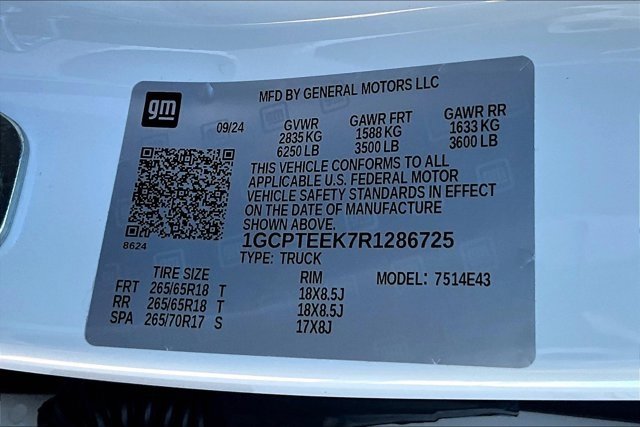 gm
MFD BY GENERAL MOTORS LLC
09/24
GVWR GAWR FRT GAWR RR
2835 KG 1588 KG 1633 KG
6250 LB 3500 LB 3600 LB
THIS VEHICLE CONFORMS TO ALL
APPLICABLE U.S. FEDERAL MOTOR
VEHICLE SAFETY STANDARDS IN EFFECT
ON THE DATE OF MANUFACTURE
SHOWN ABOVE.
8624
1GCPTEEK7R1286725
TYPE: TRUCK
TIRE SIZE RIM MODEL: 7514E43
FRT 265/65R18 T 18X8.5J
RR 265/65R18 T 18X8.5J
SPA 265/70R17 S 17X8J